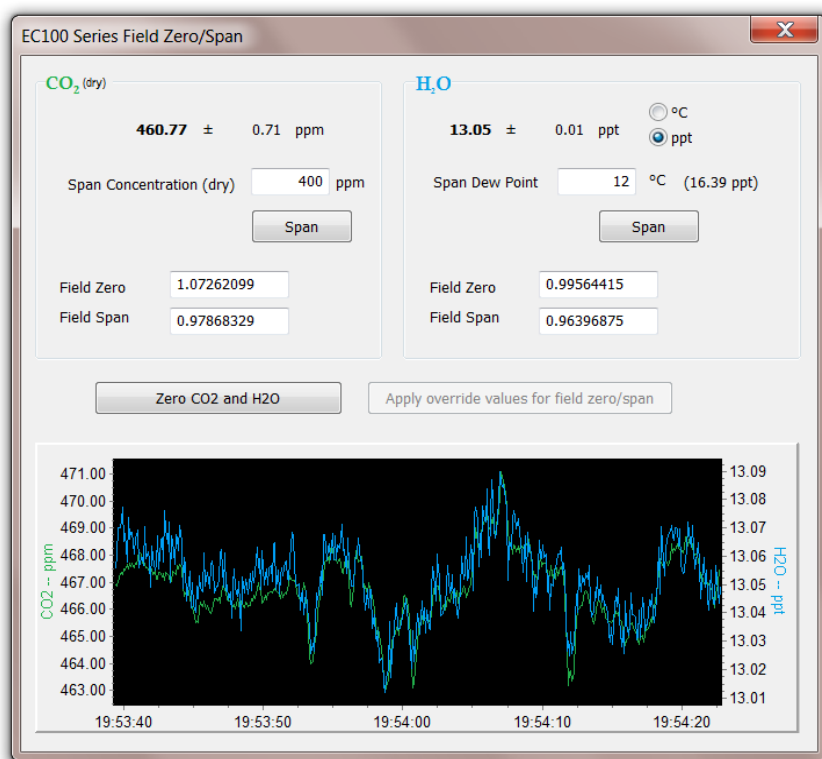 EC100 Series Field Zero/Span
CO₂ (dry)
460.77 ± 0.71 ppm
Span Concentration (dry) 400 ppm
Span
Field Zero 1.07262099
Field Span 0.97868329
H₂O
°C
13.05 ± 0.01 ppt
ppt
Span Dew Point 12 °C (16.39 ppt)
Span
Field Zero 0.99564415
Field Span 0.96396875
Zero CO2 and H2O
Apply override values for field zero/span
CO2 -- ppm
471.00
470.00
469.00
468.00
467.00
466.00
465.00
464.00
463.00
13.09
13.08
13.07
13.06
13.05
13.04
13.03
13.02
13.01
H2O -- ppt
19:53:40 19:53:50 19:54:00 19:54:10 19:54:20